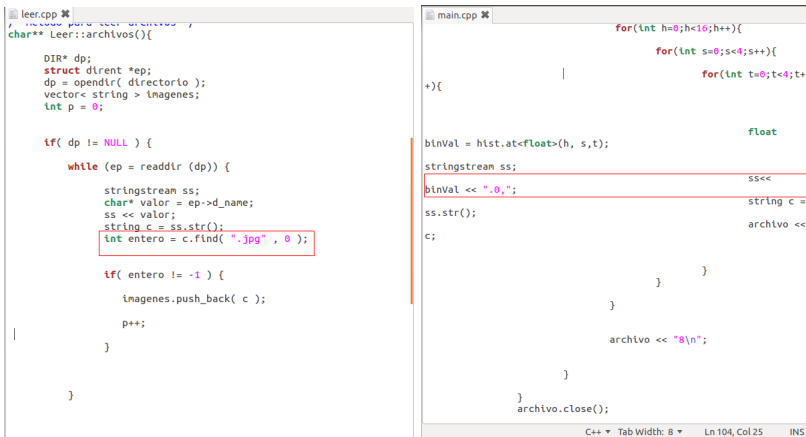 leer.cpp ✖
/* Metodo para leer archivos */
char** Leer::archivos(){
DIR* dp;
struct dirent *ep;
dp = opendir( directorio );
vector< string > imagenes;
int p = 0;
if( dp != NULL ) {
while (ep = readdir (dp)) {
stringstream ss;
char* valor = ep->d_name;
ss << valor;
string c = ss.str();
int entero = c.find( ".jpg" , 0 );
if( entero != -1 ) {
imagenes.push_back( c );
p++;
}
}
main.cpp ✖
for(int h=0;h<16;h++){
for(int s=0;s<4;s++){
for(int t=0;t<4;t+
+){
float
binVal = hist.at<float>(h, s,t);
stringstream ss;
ss<<
binVal << ".0,";
string c =
ss.str();
archivo <<
c;
}
}
}
archivo << "8\n";
}
}
archivo.close();
C++ ▾ Tab Width: 8 ▾ Ln 104, Col 25 INS